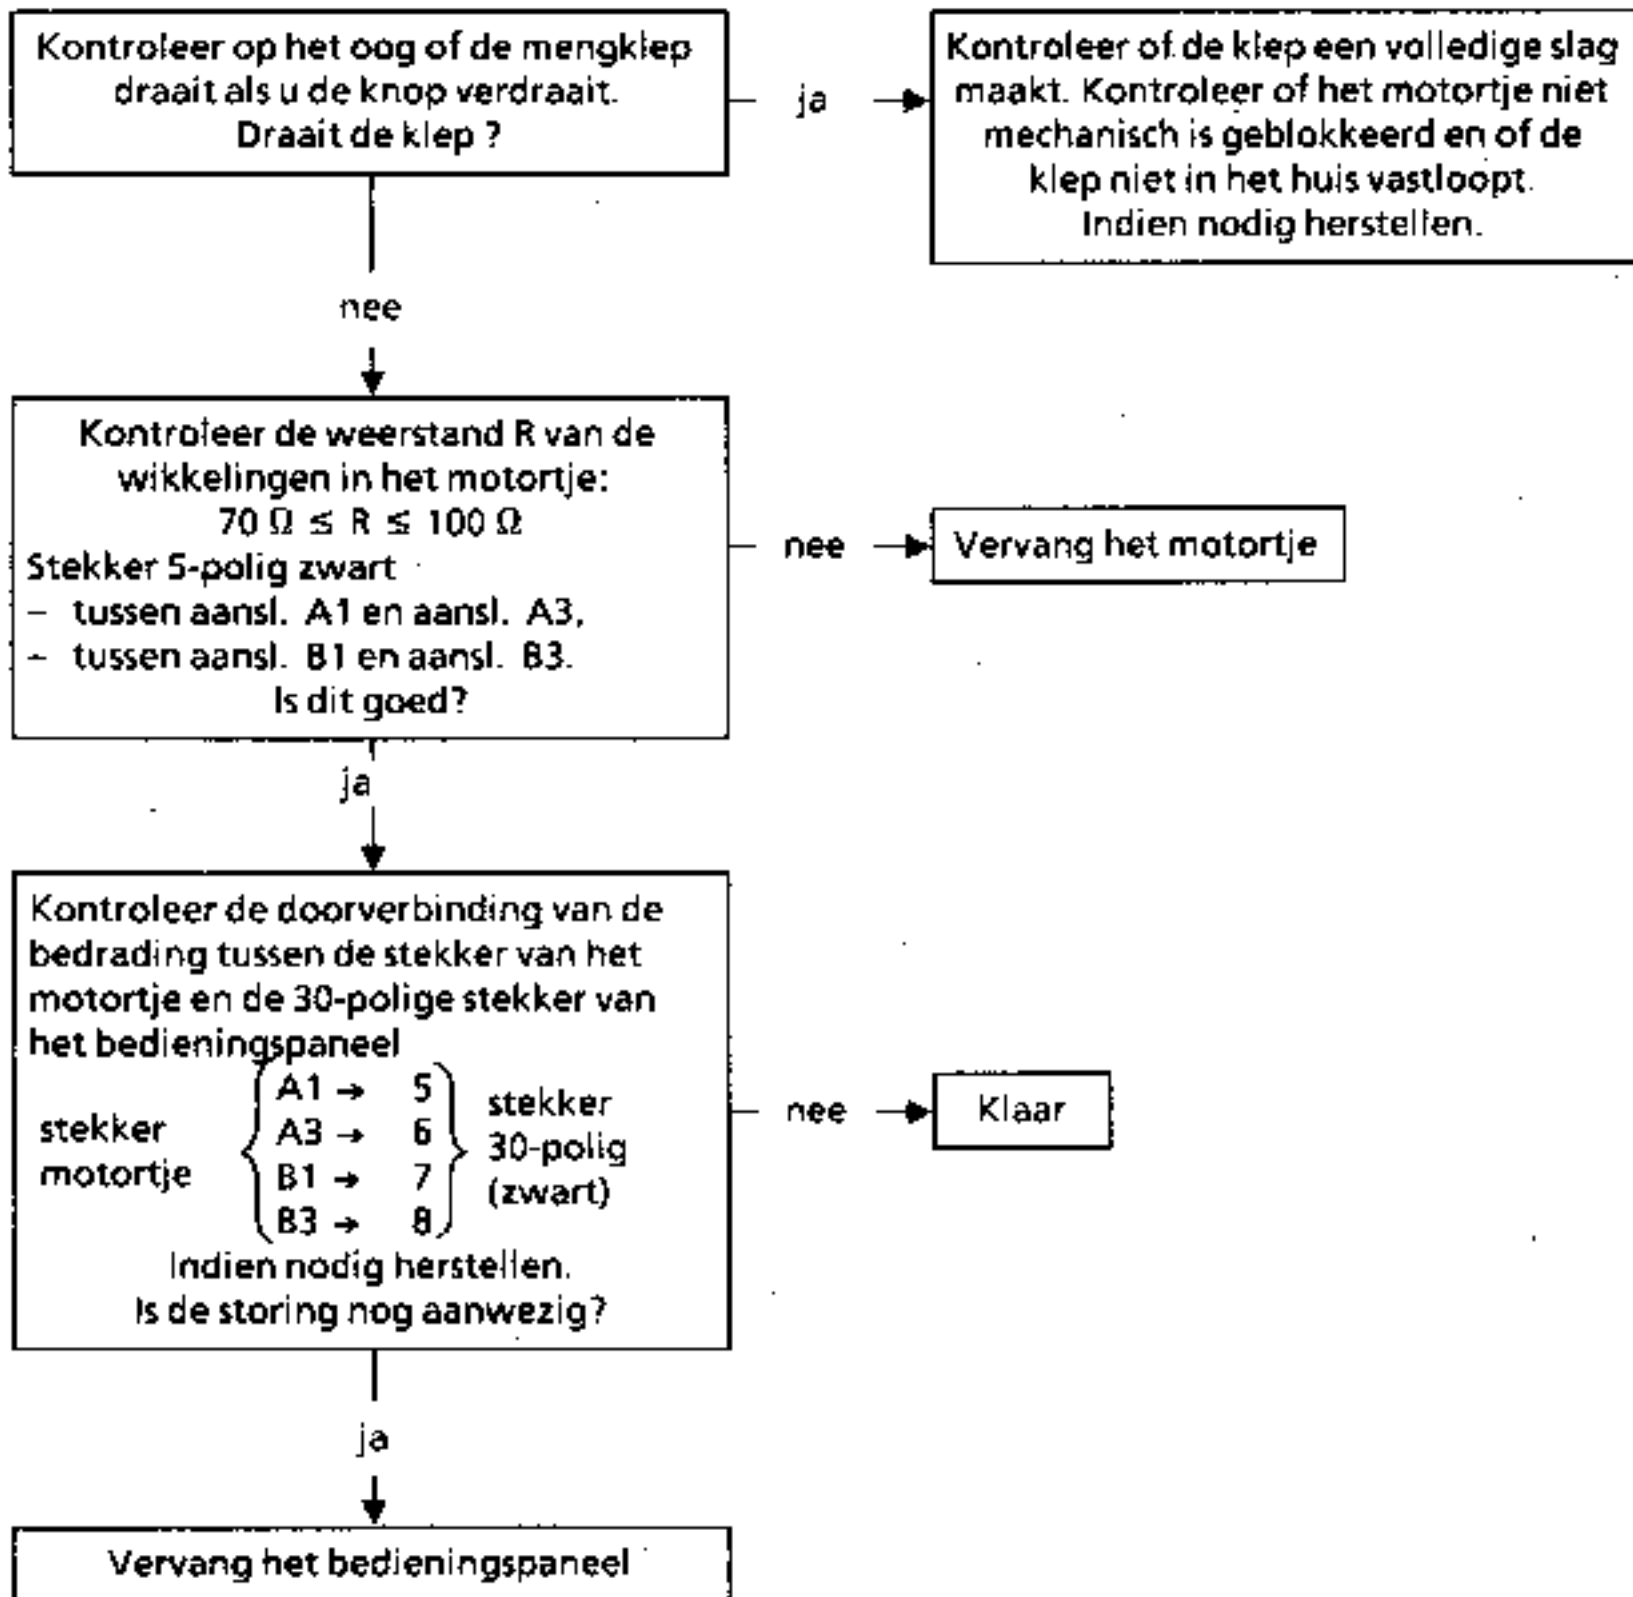 Kontroleer op het oog of de mengklep
draait als u de knop verdraait.
Draait de klep ?
ja
Kontroleer of de klep een volledige slag
maakt. Kontroleer of het motortje niet
mechanisch is geblokkeerd en of de
klep niet in het huis vastloopt.
Indien nodig herstellen.
nee
Kontroleer de weerstand R van de
wikkelingen in het motortje:
70 Ω ≤ R ≤ 100 Ω
Stekker 5-polig zwart
– tussen aansl. A1 en aansl. A3,
– tussen aansl. B1 en aansl. B3.
Is dit goed?
nee
Vervang het motortje
ja
Kontroleer de doorverbinding van de
bedrading tussen de stekker van het
motortje en de 30-polige stekker van
het bedieningspaneel
stekker
motortje
A1 → 5
A3 → 6
B1 → 7
B3 → 8
stekker
30-polig
(zwart)
Indien nodig herstellen.
Is de storing nog aanwezig?
nee
Klaar
ja
Vervang het bedieningspaneel